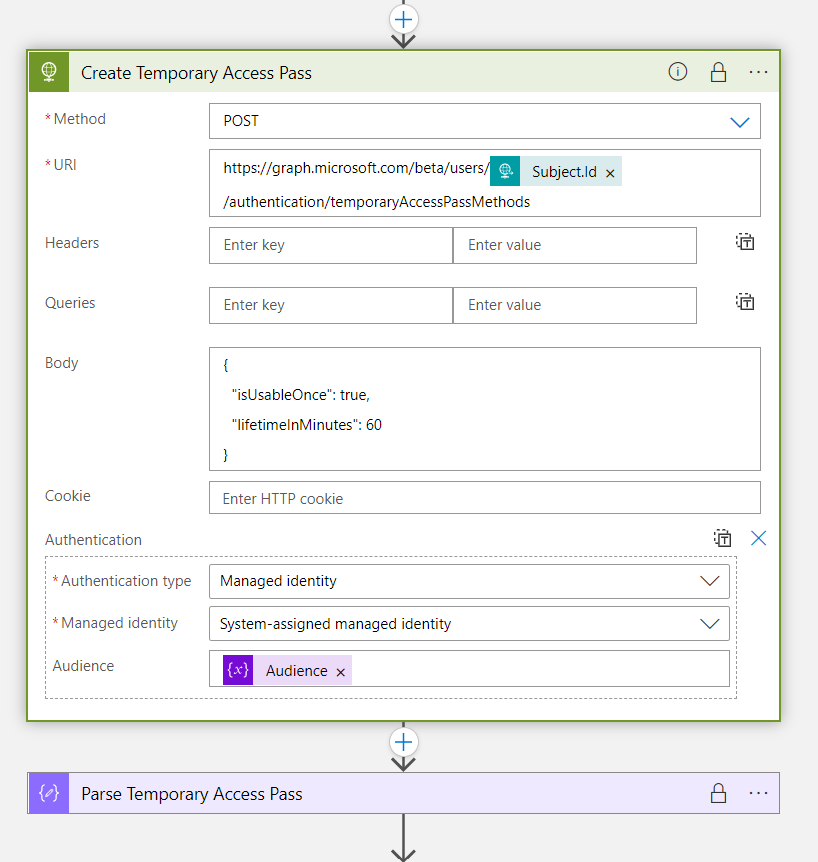 Create Temporary Access Pass
* Method
POST
* URI
https://graph.microsoft.com/beta/users/ Subject.Id ×
/authentication/temporaryAccessPassMethods
Headers
Enter key Enter value
Queries
Enter key Enter value
Body
{
"isUsableOnce": true,
"lifetimeInMinutes": 60
}
Cookie
Enter HTTP cookie
Authentication
* Authentication type
Managed identity
* Managed identity
System-assigned managed identity
Audience
{x} Audience ×
Parse Temporary Access Pass